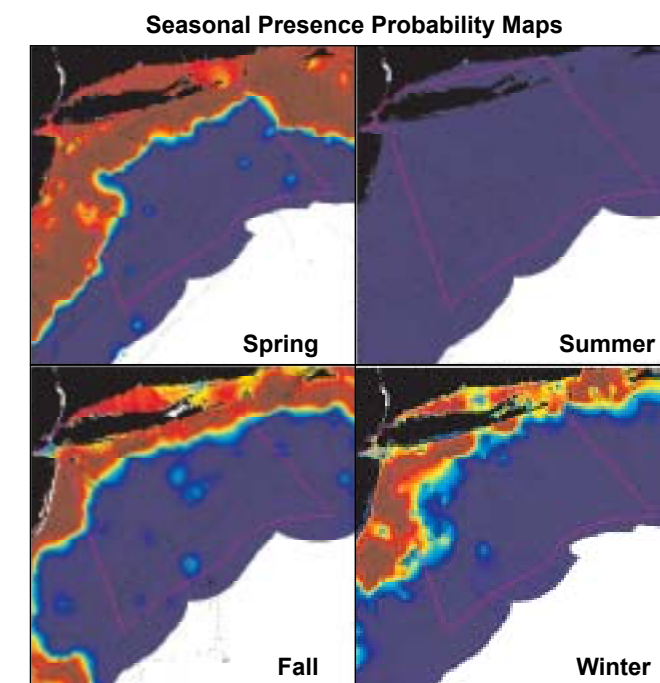 Seasonal Presence Probability Maps
Spring
Summer
Fall
Winter